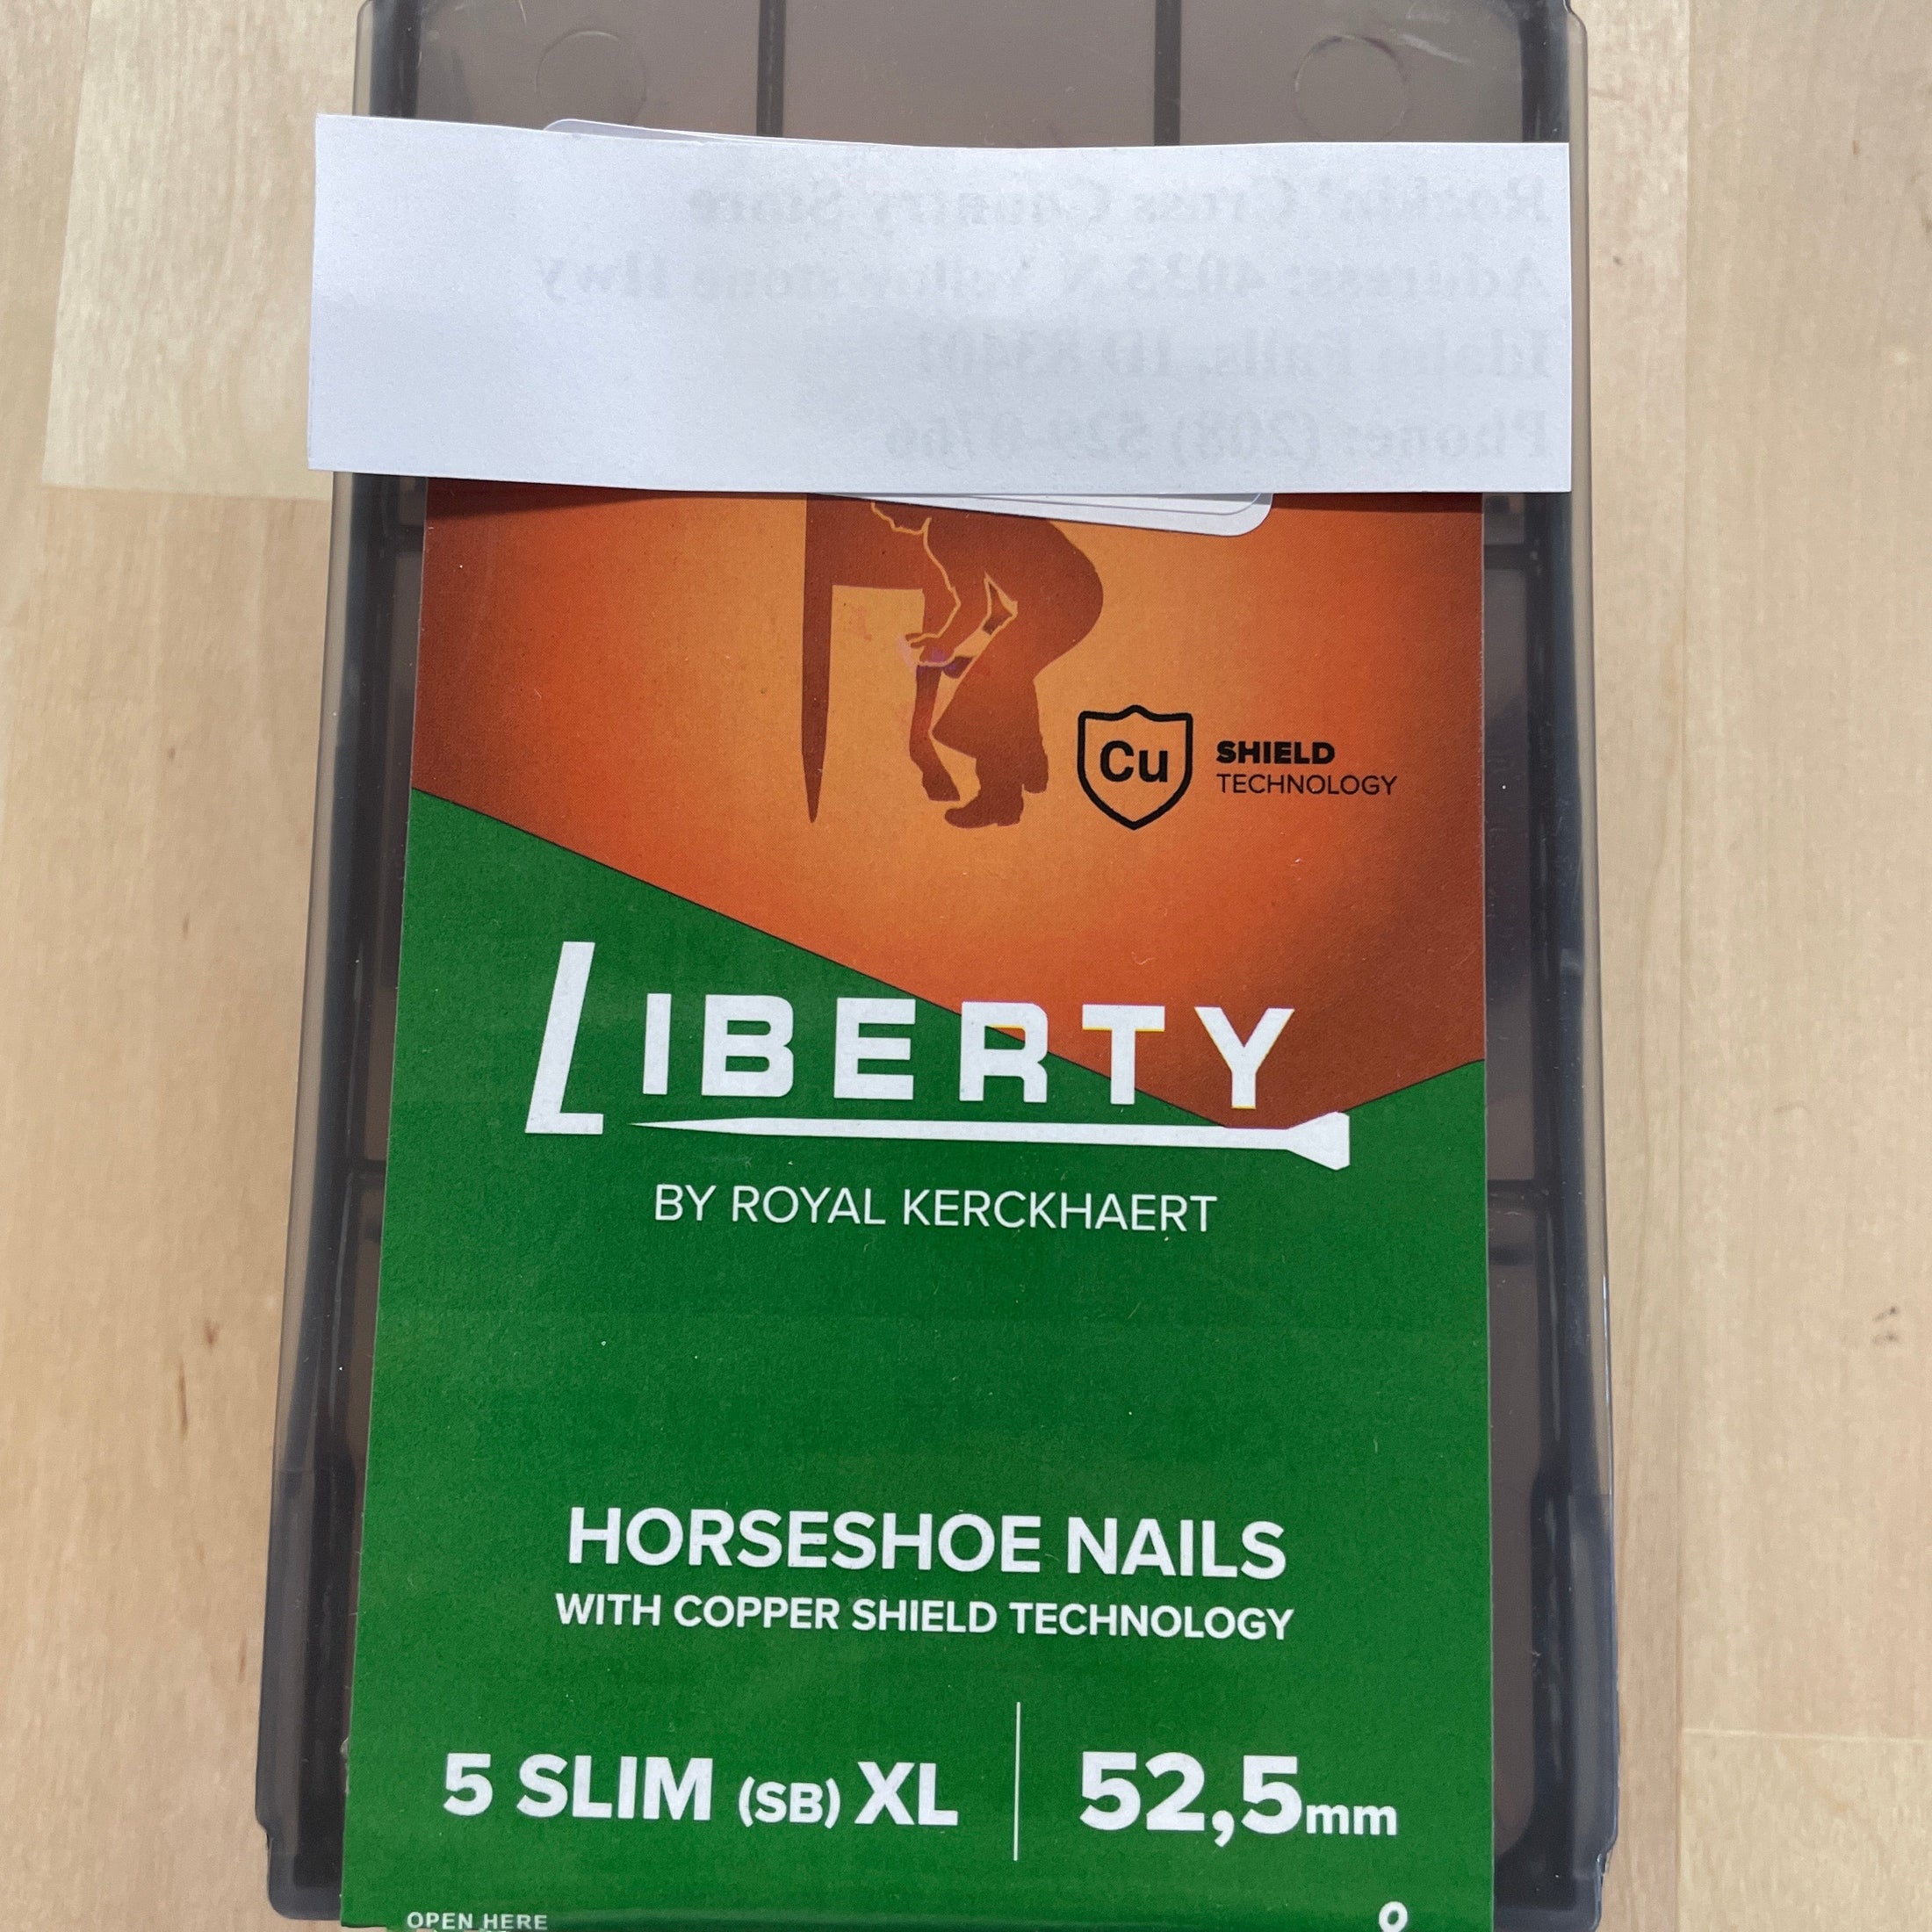 Cu
SHIELD
TECHNOLOGY
LIBERTY
BY ROYAL KERCKHAERT
HORSESHOE NAILS
WITH COPPER SHIELD TECHNOLOGY
5 SLIM (SB) XL
52,5mm
OPEN HERE